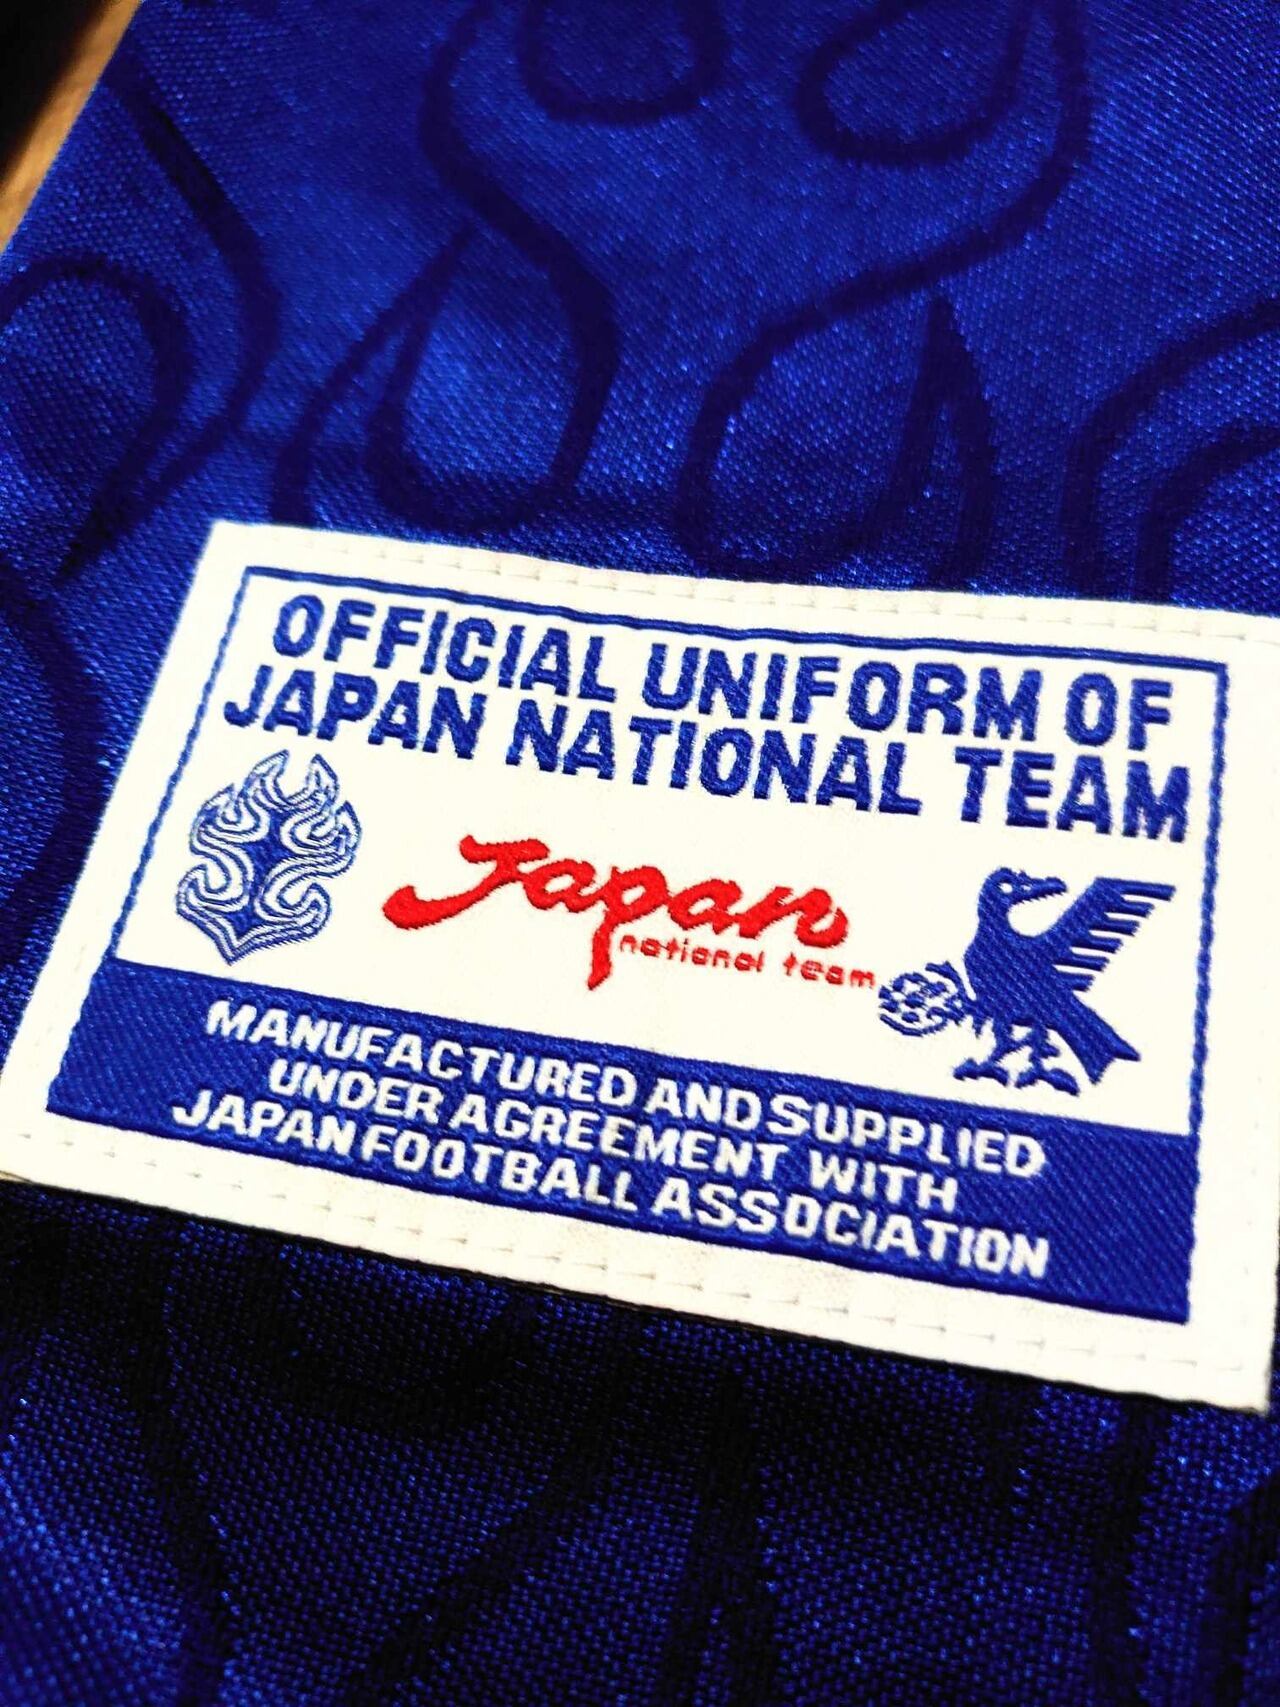 OFFICIAL UNIFORM OF
JAPAN NATIONAL TEAM
Japan
national team
MANUFACTURED AND SUPPLIED
UNDER AGREEMENT WITH
JAPAN FOOTBALL ASSOCIATION